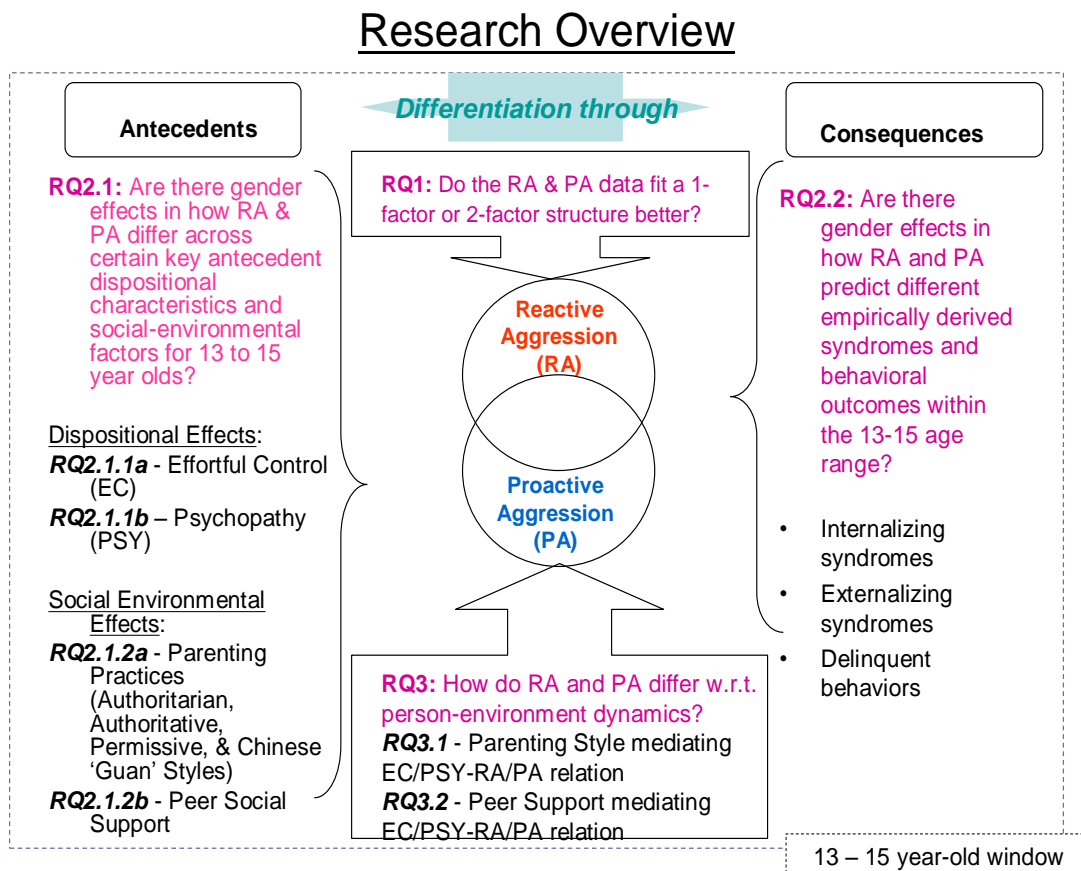 Research Overview
Antecedents
RQ2.1: Are there gender
effects in how RA &
PA differ across
certain key antecedent
dispositional
characteristics and
social-environmental
factors for 13 to 15
year olds?
Dispositional Effects:
RQ2.1.1a - Effortful Control
(EC)
RQ2.1.1b – Psychopathy
(PSY)
Social Environmental
Effects:
RQ2.1.2a - Parenting
Practices
(Authoritarian,
Authoritative,
Permissive, & Chinese
‘Guan’ Styles)
RQ2.1.2b - Peer Social
Support
Differentiation through
RQ1: Do the RA & PA data fit a 1-
factor or 2-factor structure better?
Reactive
Aggression
(RA)
Proactive
Aggression
(PA)
RQ3: How do RA and PA differ w.r.t.
person-environment dynamics?
RQ3.1 - Parenting Style mediating
EC/PSY-RA/PA relation
RQ3.2 - Peer Support mediating
EC/PSY-RA/PA relation
Consequences
RQ2.2: Are there
gender effects in
how RA and PA
predict different
empirically derived
syndromes and
behavioral
outcomes within
the 13-15 age
range?
• Internalizing
syndromes
• Externalizing
syndromes
• Delinquent
behaviors
13 – 15 year-old window